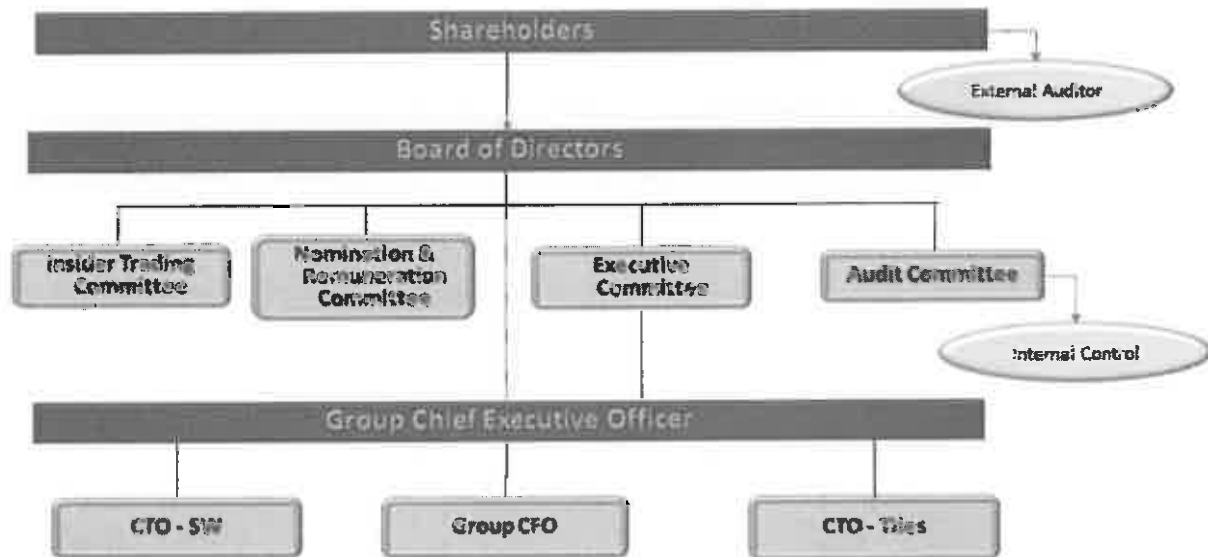 Shareholders
External Auditor
Board of Directors
Insider Trading
Committee
Nomination &
Remuneration
Committee
Executive
Committee
Audit Committee
Internal Control
Group Chief Executive Officer
CTO - SW
Group CFO
CTO - Tiles